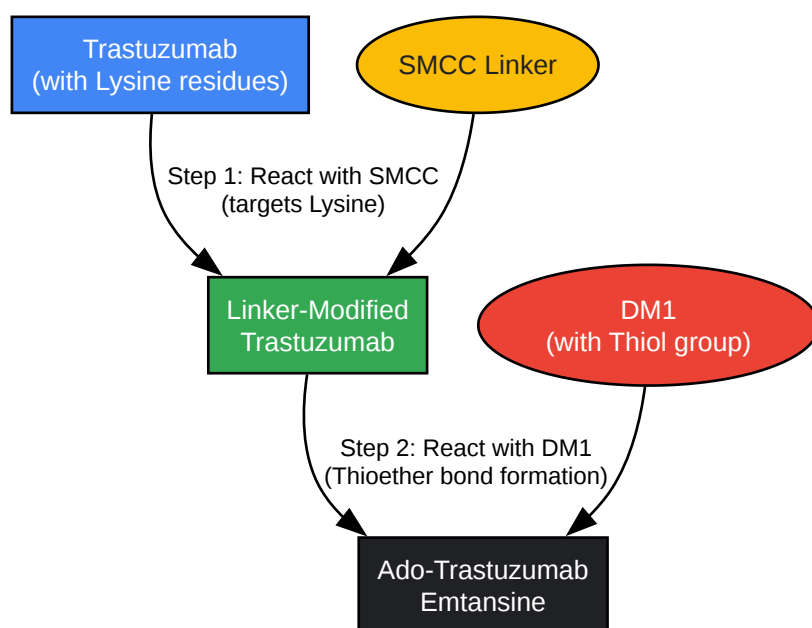 Trastuzumab
(with Lysine residues)
SMCC Linker
Step 1: React with SMCC
(targets Lysine)
Linker-Modified
Trastuzumab
DM1
(with Thiol group)
Step 2: React with DM1
(Thioether bond formation)
Ado-Trastuzumab
Emtansine